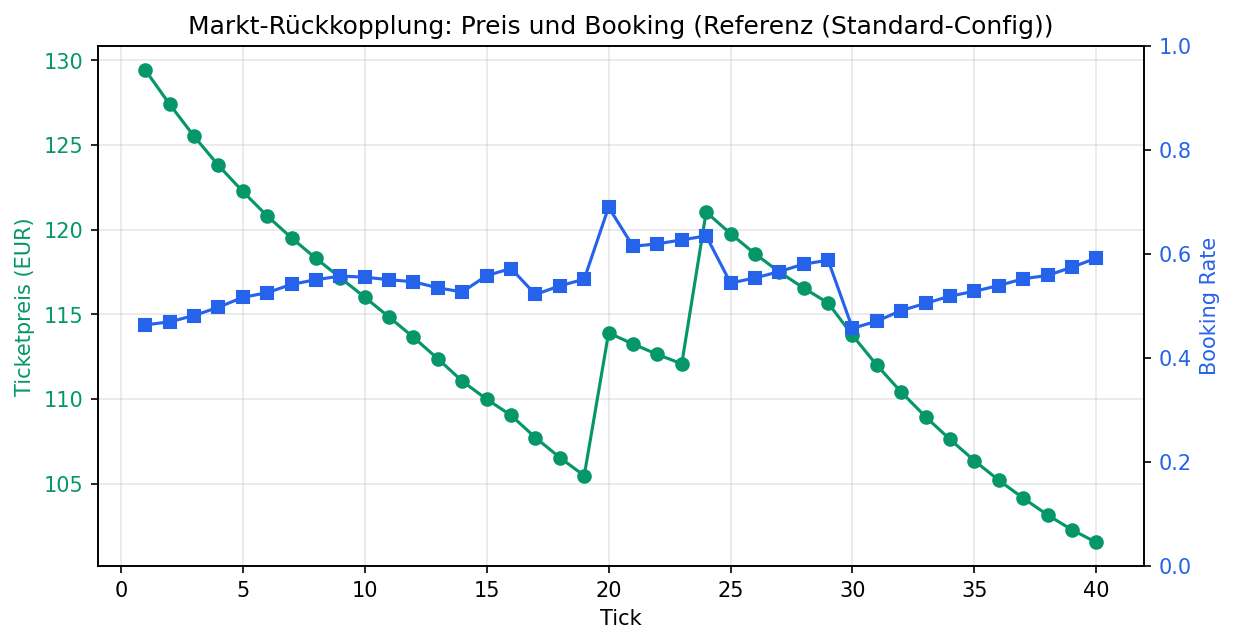 Markt-Rückkopplung: Preis und Booking (Referenz (Standard-Config))
Ticketpreis (EUR)
130
125
120
115
110
105
1.0
0.8
0.6
0.4
0.2
0.0
Booking Rate
0 5 10 15 20 25 30 35 40
Tick